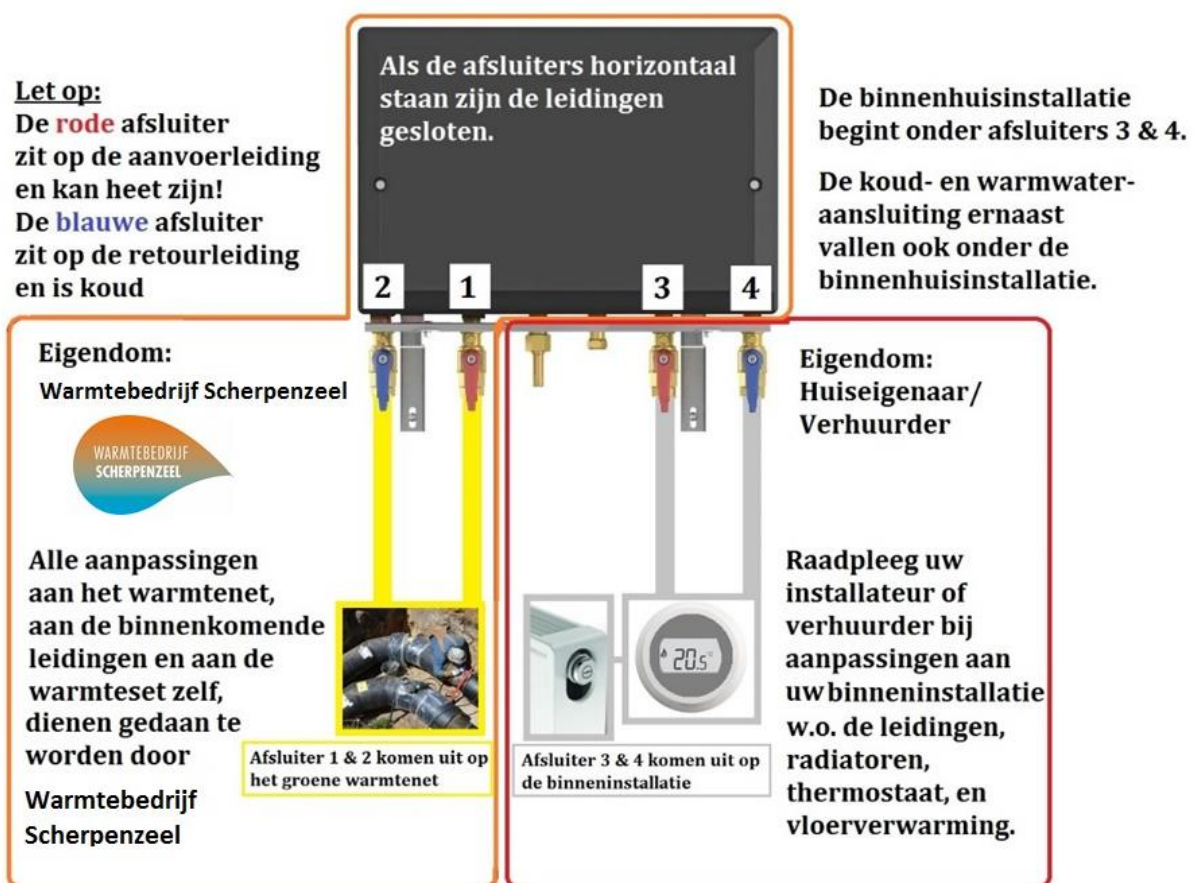 Als de afsluiters horizontaal
staan zijn de leidingen
gesloten.
Let op:
De rode afsluiter
zit op de aanvoerleiding
en kan heet zijn!
De blauwe afsluiter
zit op de retourleiding
en is koud
De binnenhuisinstallatie
begint onder afsluiters 3 & 4.
De koud- en warmwater-
aansluiting ernaast
vallen ook onder de
binnenhuisinstallatie.
2 1 3 4
Eigendom:
Warmtebedrijf Scherpenzeel
WARMTEBEDRIJF
SCHERPENZEEL
Alle aanpassingen
aan het warmtenet,
aan de binnenkomende
leidingen en aan de
warmteset zelf,
dienen gedaan te
worden door
Warmtebedrijf
Scherpenzeel
Afsluiter 1 & 2 komen uit op
het groene warmtenet
20.5°
Afsluiter 3 & 4 komen uit op
de binneninstallatie
Eigendom:
Huiseigenaar/
Verhuurder
Raadpleeg uw
installateur of
verhuurder bij
aanpassingen aan
uw binneninstallatie
w.o. de leidingen,
radiatoren,
thermostaat, en
vloerverwarming.